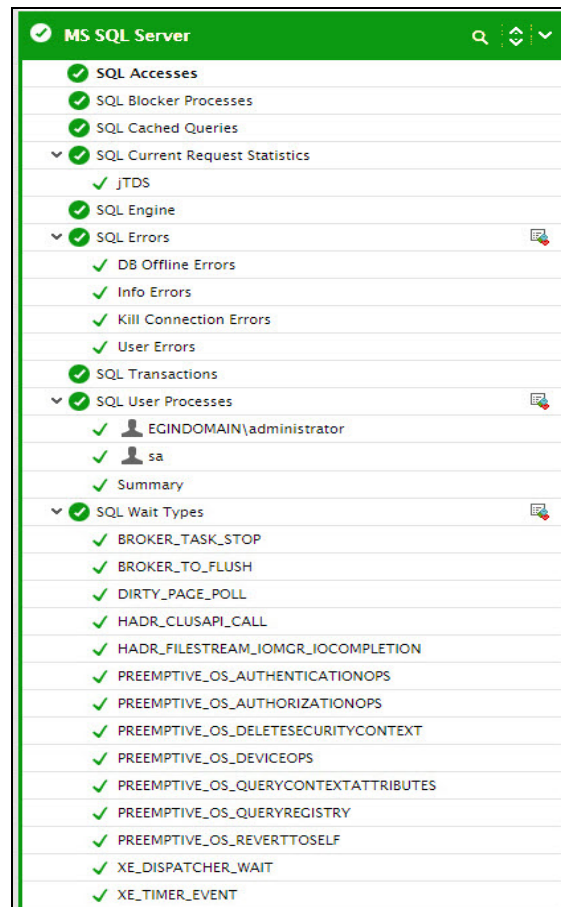 MS SQL Server
SQL Accesses
SQL Blocker Processes
SQL Cached Queries
SQL Current Request Statistics
jTDS
SQL Engine
SQL Errors
DB Offline Errors
Info Errors
Kill Connection Errors
User Errors
SQL Transactions
SQL User Processes
EGINDOMAIN\administrator
sa
Summary
SQL Wait Types
BROKER_TASK_STOP
BROKER_TO_FLUSH
DIRTY_PAGE_POLL
HADR_CLUSAPI_CALL
HADR_FILESTREAM_IOMGR_IOCOMPLETION
PREEMPTIVE_OS_AUTHENTICATIONOPS
PREEMPTIVE_OS_AUTHORIZATIONOPS
PREEMPTIVE_OS_DELETESECURITYCONTEXT
PREEMPTIVE_OS_DEVICEOPS
PREEMPTIVE_OS_QUERYCONTEXTATTRIBUTES
PREEMPTIVE_OS_QUERYREGISTRY
PREEMPTIVE_OS_REVERTTOSELF
XE_DISPATCHER_WAIT
XE_TIMER_EVENT